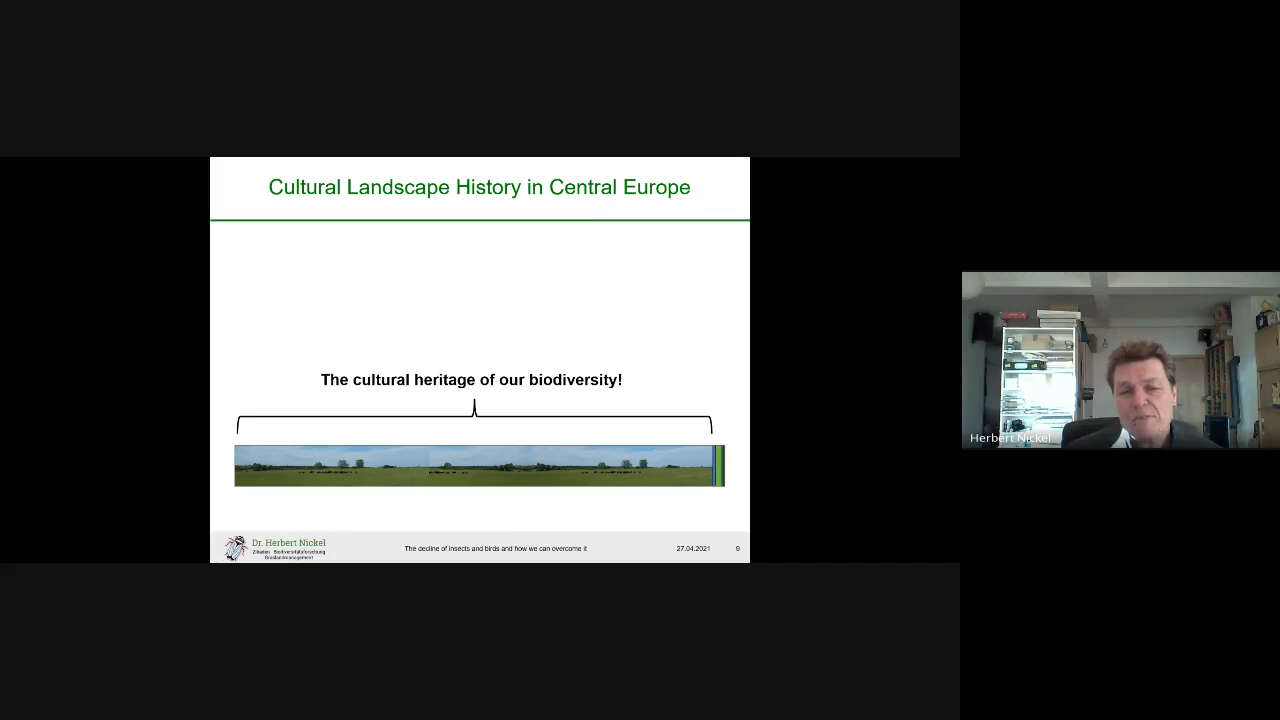 Cultural Landscape History in Central Europe
The cultural heritage of our biodiversity!
Dr. Herbert Nickel
Zikaden Biodiversitätsforschung
Graslandmanagement
The decline of insects and birds and how we can overcome it
27.04.2021
9
Herbert Nickel